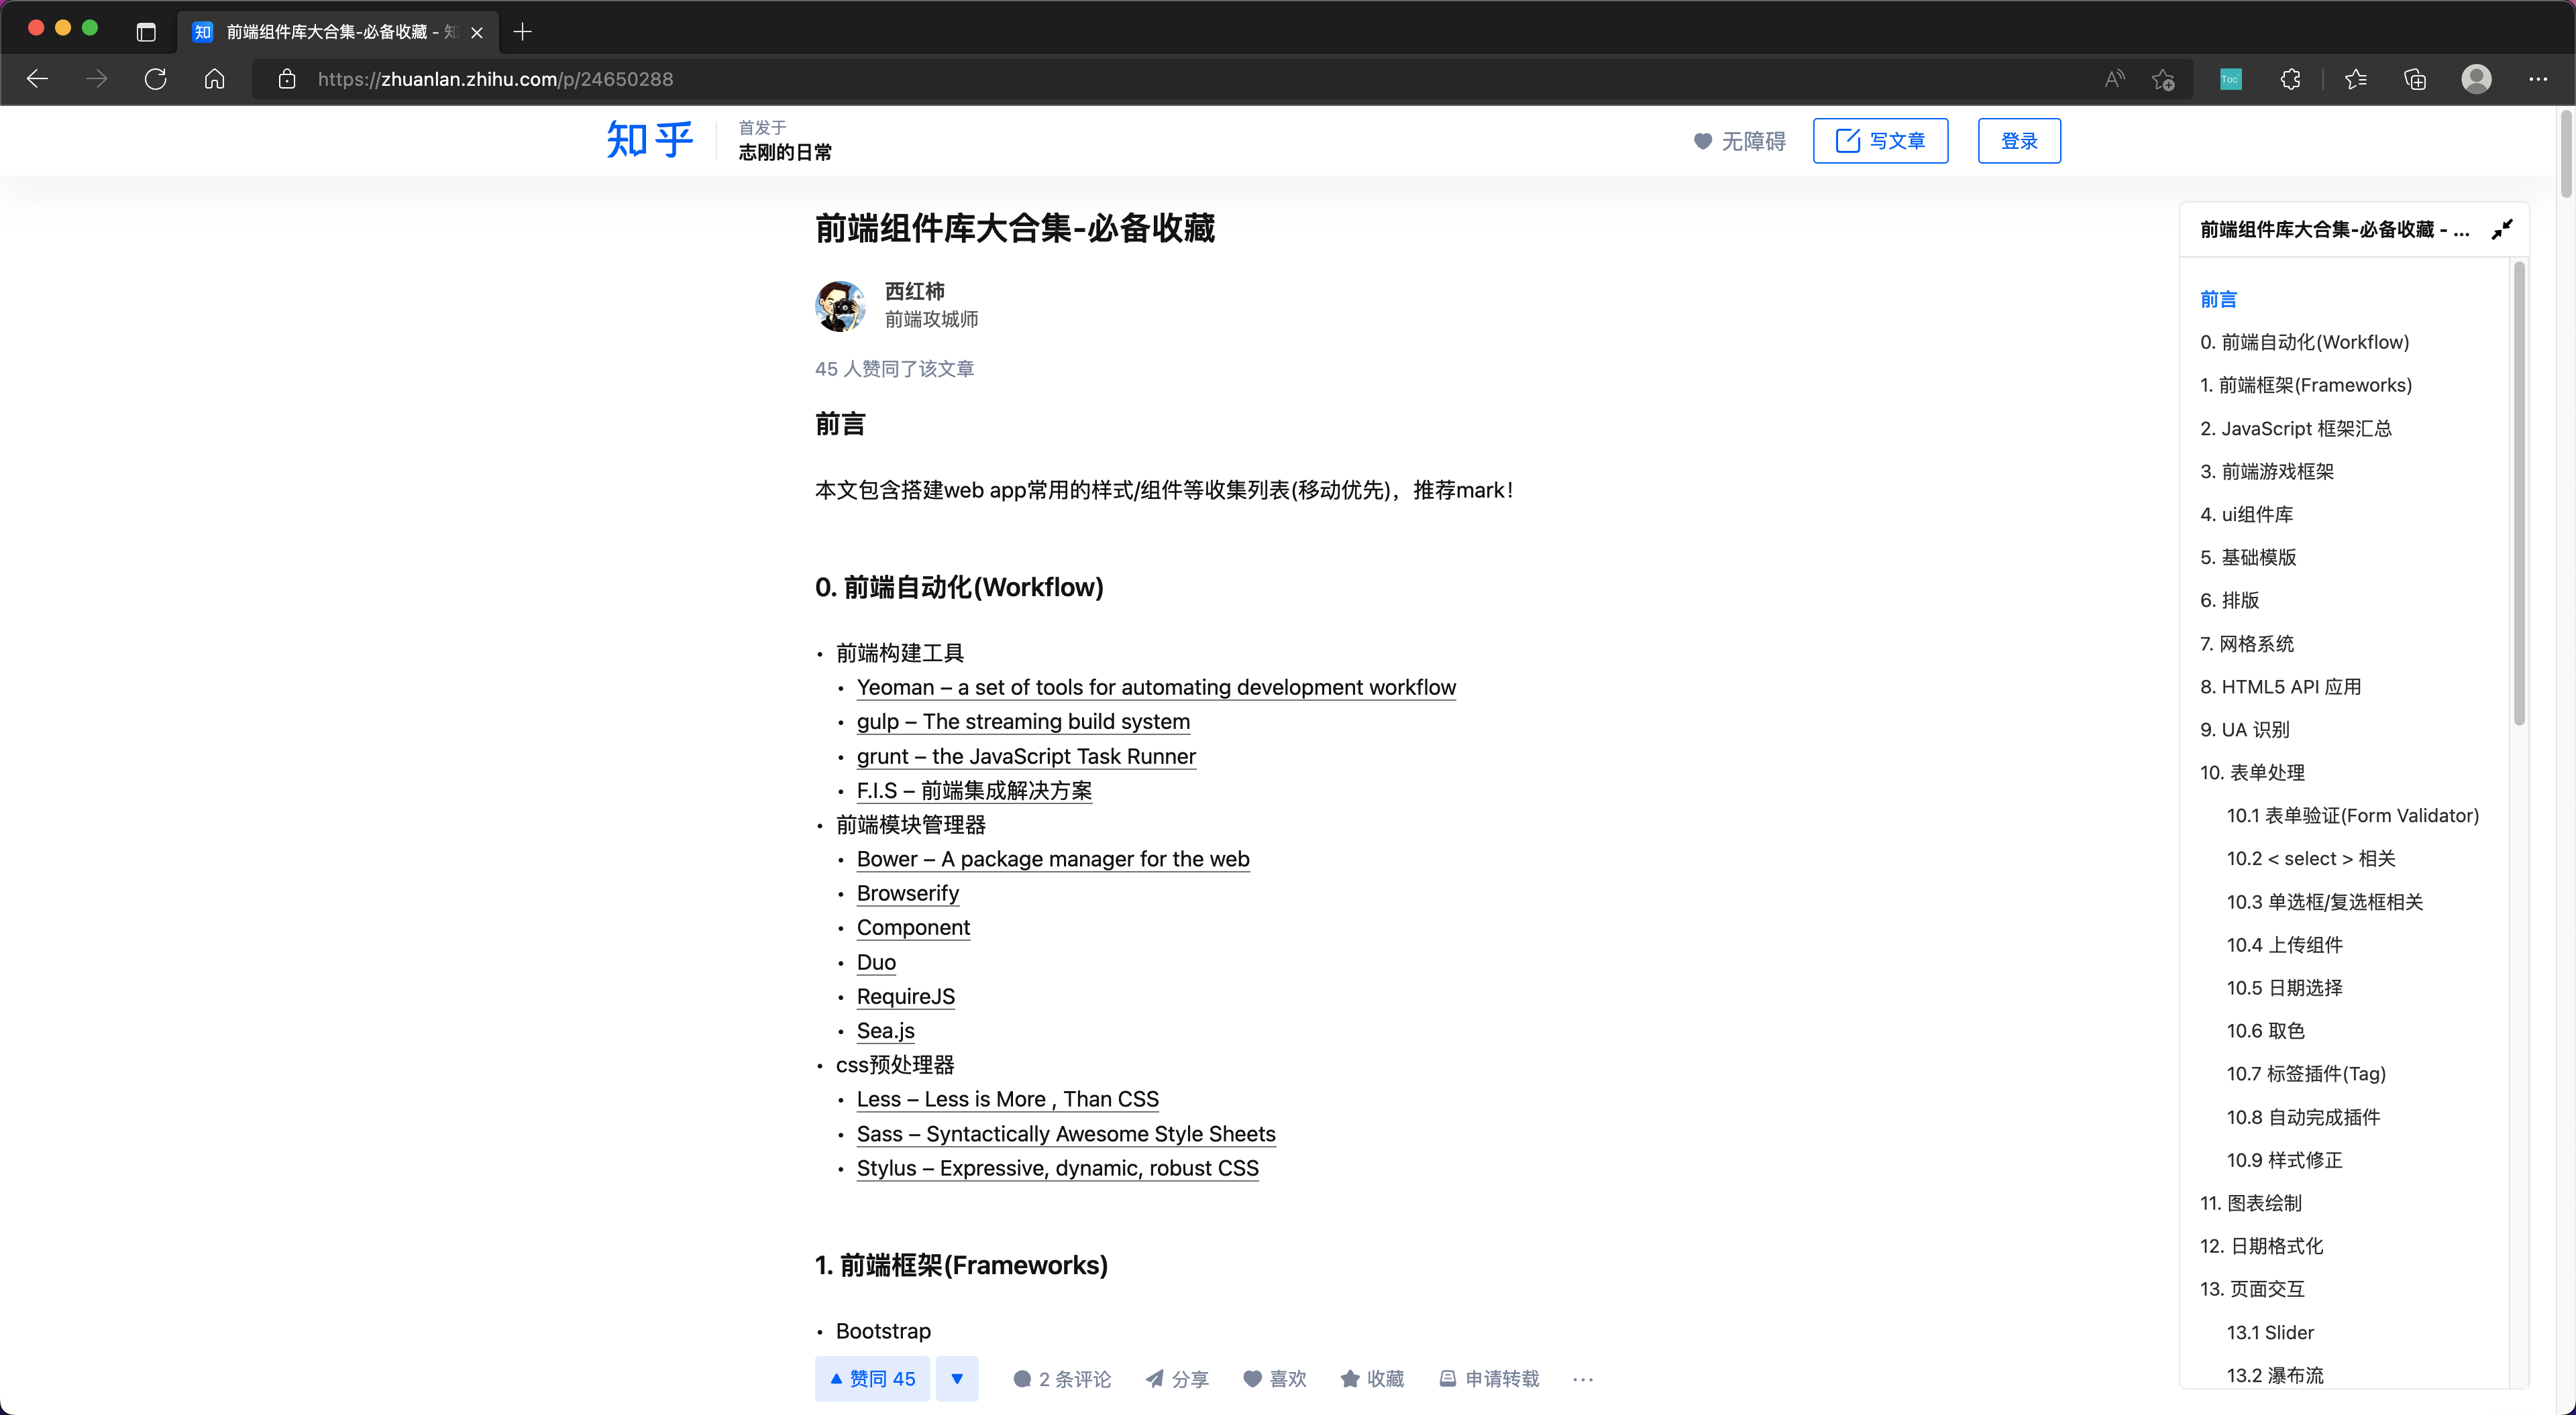 知 前端组件库大合集-必备收藏 - 知
https://zhuanlan.zhihu.com/p/24650288
Toc
知乎
首发于
志刚的日常
无障碍
写文章
登录
前端组件库大合集-必备收藏
西红柿
前端攻城师
45 人赞同了该文章
前言
本文包含搭建web app常用的样式/组件等收集列表(移动优先)，推荐mark！
0. 前端自动化(Workflow)
• 前端构建工具
• Yeoman – a set of tools for automating development workflow
• gulp – The streaming build system
• grunt – the JavaScript Task Runner
• F.I.S – 前端集成解决方案
• 前端模块管理器
• Bower – A package manager for the web
• Browserify
• Component
• Duo
• RequireJS
• Sea.js
• css预处理器
• Less – Less is More , Than CSS
• Sass – Syntactically Awesome Style Sheets
• Stylus – Expressive, dynamic, robust CSS
1. 前端框架(Frameworks)
• Bootstrap
赞同 45
2 条评论
分享
喜欢
收藏
申请转载
前端组件库大合集-必备收藏 - ...
前言
0. 前端自动化(Workflow)
1. 前端框架(Frameworks)
2. JavaScript 框架汇总
3. 前端游戏框架
4. ui组件库
5. 基础模版
6. 排版
7. 网格系统
8. HTML5 API 应用
9. UA 识别
10. 表单处理
10.1 表单验证(Form Validator)
10.2 < select > 相关
10.3 单选框/复选框相关
10.4 上传组件
10.5 日期选择
10.6 取色
10.7 标签插件(Tag)
10.8 自动完成插件
10.9 样式修正
11. 图表绘制
12. 日期格式化
13. 页面交互
13.1 Slider
13.2 瀑布流